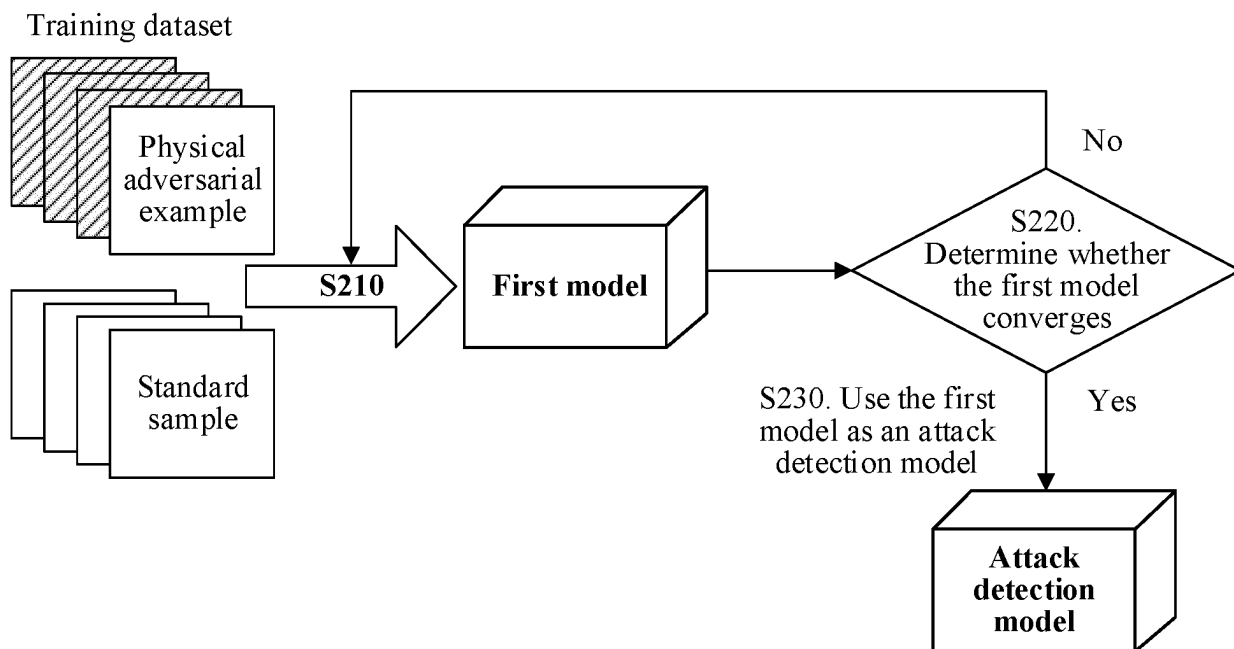 Training dataset
Physical
adversarial
example
Standard
sample
S210
First model
No
S220.
Determine whether
the first model
converges
Yes
S230. Use the first
model as an attack
detection model
Attack
detection
model